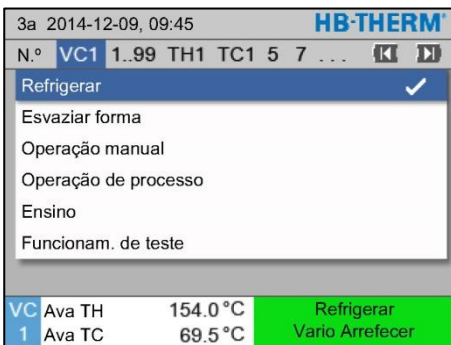 3a 2014-12-09, 09:45 HB-THERM®
N.º VC1 1..99 TH1 TC1 5 7 ...
Refrigerar
Esvaziar forma
Operação manual
Operação de processo
Ensino
Funcionam. de teste
VC Ava TH 154.0 °C Refrigerar
1 Ava TC 69.5 °C Vario Arrefecer